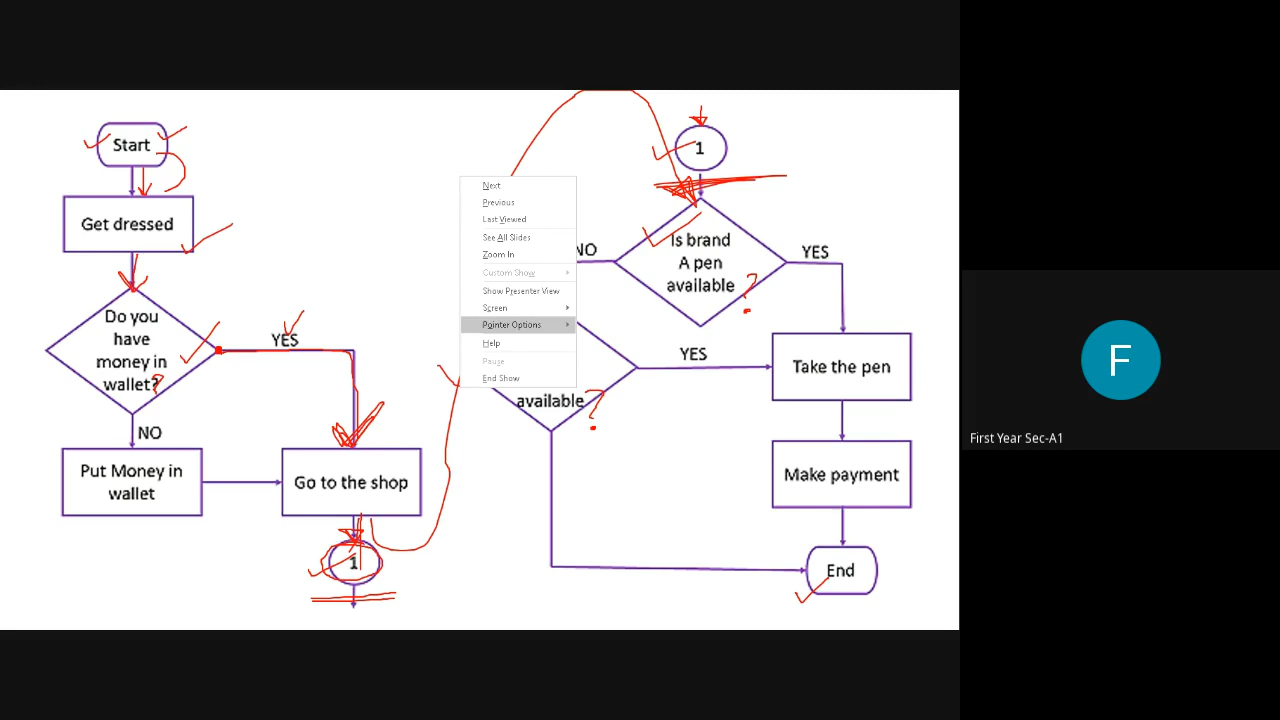 Start
Get dressed
Do you
have
money in
wallet?
YES
NO
Put Money in
wallet
Go to the shop
1
Next
Previous
Last Viewed
See All Slides
Zoom In
Custom Show
Show Presenter View
Screen
Pointer Options
Help
Pause
End Show
1
NO
Is brand
A pen
available
?
YES
YES
available
?
Take the pen
Make payment
End
F
First Year Sec-A1